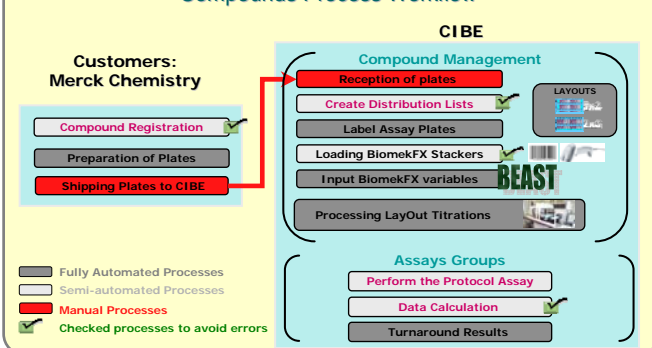 Compounds Process Workflow
CIBE
Customers:
Merck Chemistry
Compound Registration
Preparation of Plates
Shipping Plates to CIBE
Compound Management
Reception of plates
Create Distribution Lists
Label Assay Plates
Loading BiomekFX Stackers
Input BiomekFX variables
Processing LayOut Titrations
LAYOUTS
BEAST
Assays Groups
Perform the Protocol Assay
Data Calculation
Turnaround Results
Fully Automated Processes
Semi-automated Processes
Manual Processes
Checked processes to avoid errors